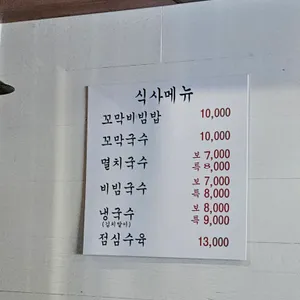 식사메뉴
꼬막비빔밥 10,000
꼬막국수 10,000
멸치국수 보 7,000
특 8,000
비빔국수 보 7,000
특 8,000
냉국수 보 8,000
(김치말이) 특 9,000
점심수육 13,000